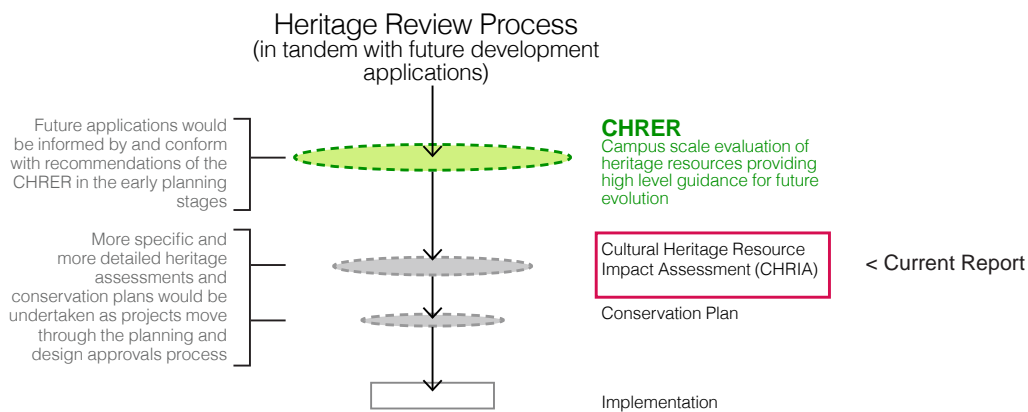 Heritage Review Process
(in tandem with future development
applications)
Future applications would
be informed by and conform
with recommendations of the
CHRER in the early planning
stages
CHRER
Campus scale evaluation of
heritage resources providing
high level guidance for future
evolution
More specific and
more detailed heritage
assessments and
conservation plans would be
undertaken as projects move
through the planning and
design approvals process
Cultural Heritage Resource
Impact Assessment (CHRIA)
< Current Report
Conservation Plan
Implementation